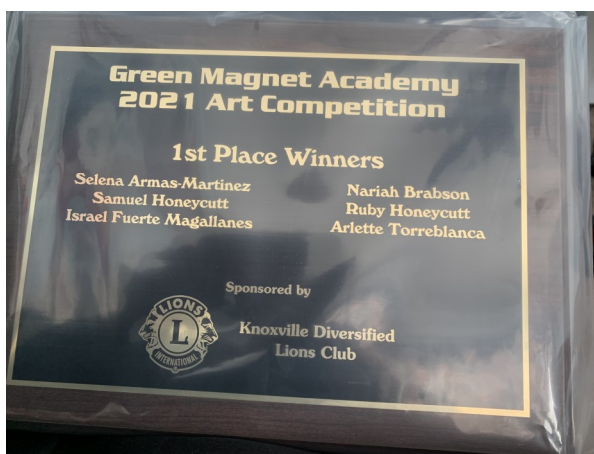 Green Magnet Academy
2021 Art Competition
1st Place Winners
Selena Armas-Martinez
Samuel Honeycutt
Israel Fuerte Magallanes
Nariah Brabson
Ruby Honeycutt
Arlette Torreblanca
Sponsored by
LIONS
L
INTERNATIONAL
Knoxville Diversified
Lions Club